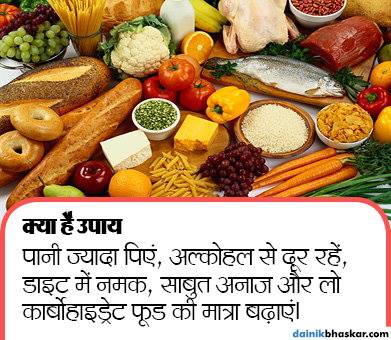 क्या हैं उपाय
पानी ज्यादा पिएं, अल्कोहल से दूर रहें,
डाइट में नमक, साबुत अनाज और लो
कार्बोहाइड्रेट फूड की मात्रा बढ़ाएं।
dainikbhaskar.com